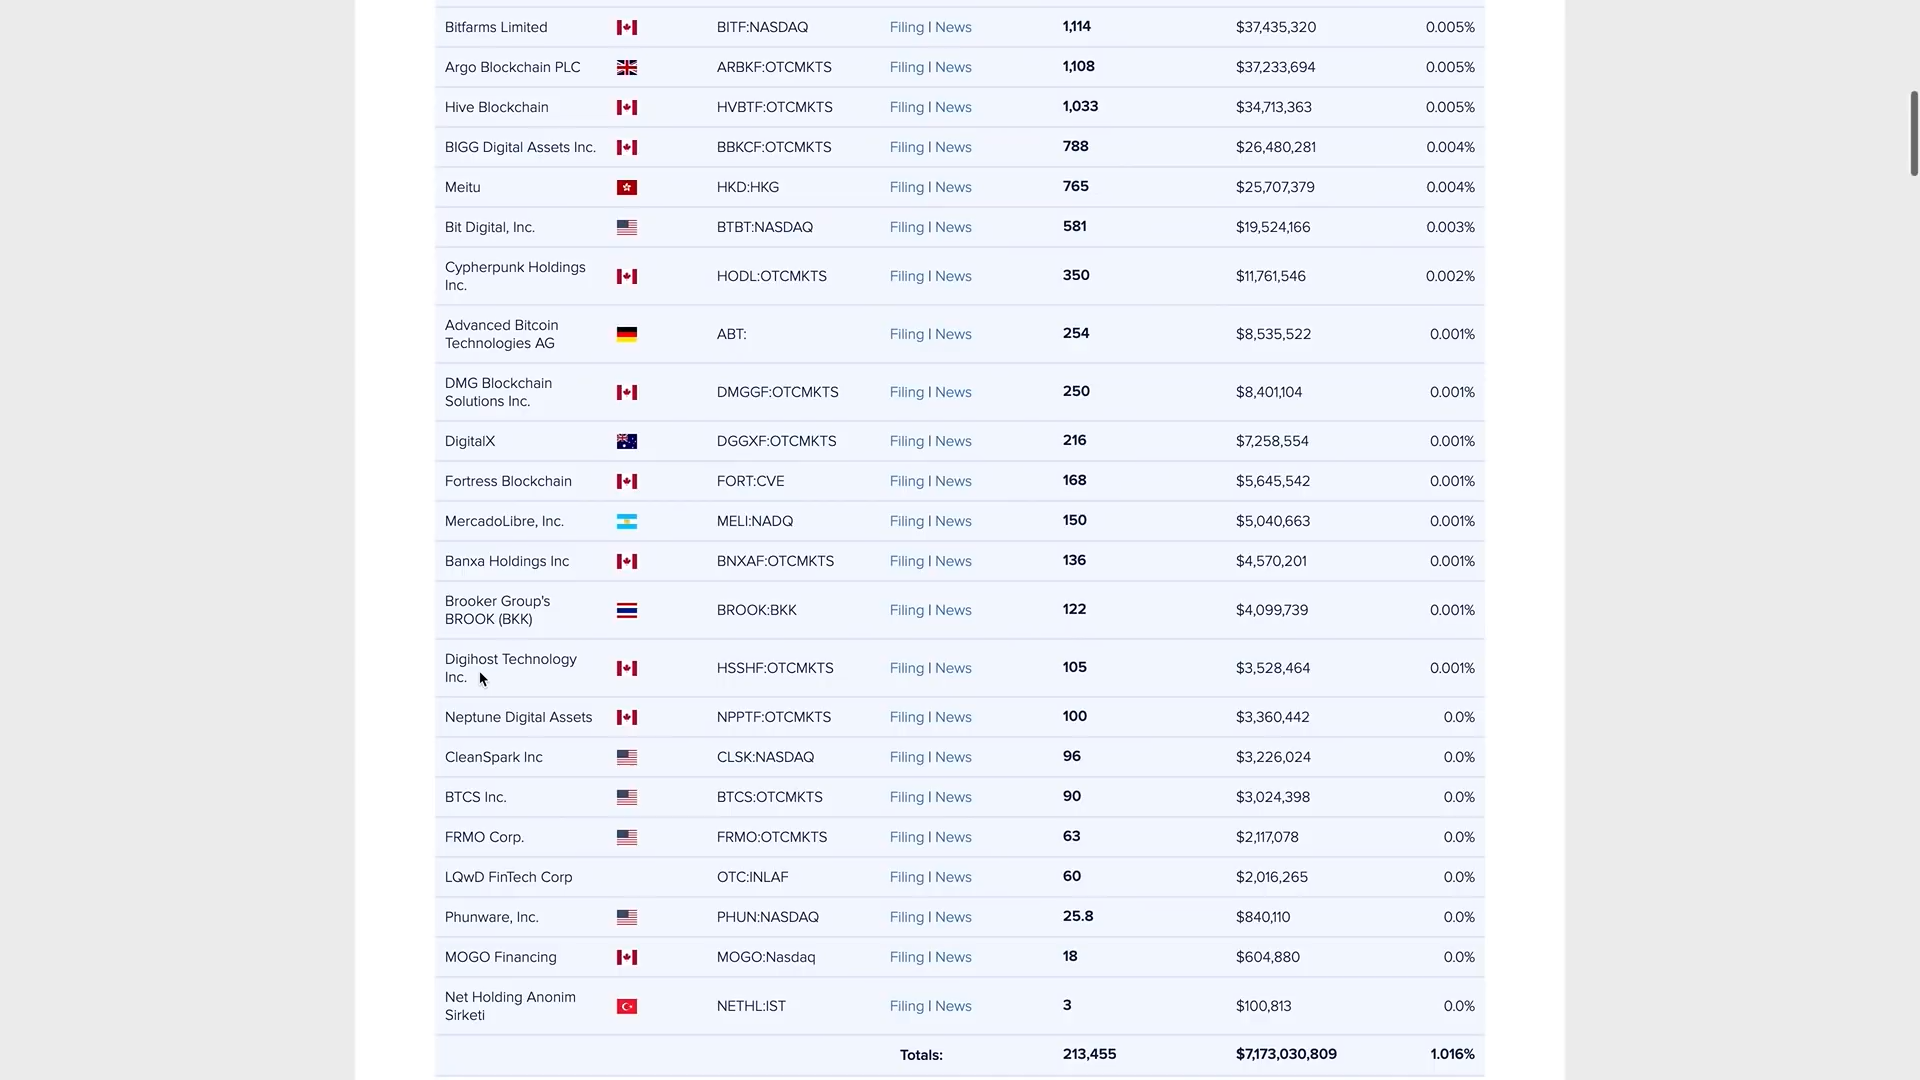 Bitfarms Limited BITF:NASDAQ Filing | News 1,114 $37,435,320 0.005%
Argo Blockchain PLC ARBKF:OTCMKTS Filing | News 1,108 $37,233,694 0.005%
Hive Blockchain HVBTF:OTCMKTS Filing | News 1,033 $34,713,363 0.005%
BIGG Digital Assets Inc. BBKCF:OTCMKTS Filing | News 788 $26,480,281 0.004%
Meitu HKD:HKG Filing | News 765 $25,707,379 0.004%
Bit Digital, Inc. BTBT:NASDAQ Filing | News 581 $19,524,166 0.003%
Cypherpunk Holdings
Inc. HODL:OTCMKTS Filing | News 350 $11,761,546 0.002%
Advanced Bitcoin
Technologies AG ABT: Filing | News 254 $8,535,522 0.001%
DMG Blockchain
Solutions Inc. DMGGF:OTCMKTS Filing | News 250 $8,401,104 0.001%
DigitalX DGGXF:OTCMKTS Filing | News 216 $7,258,554 0.001%
Fortress Blockchain FORT:CVE Filing | News 168 $5,645,542 0.001%
MercadoLibre, Inc. MELI:NADQ Filing | News 150 $5,040,663 0.001%
Banxa Holdings Inc BNXAF:OTCMKTS Filing | News 136 $4,570,201 0.001%
Brooker Group's
BROOK (BKK) BROOK:BKK Filing | News 122 $4,099,739 0.001%
Digihost Technology
Inc. HSSHF:OTCMKTS Filing | News 105 $3,528,464 0.001%
Neptune Digital Assets NPPTF:OTCMKTS Filing | News 100 $3,360,442 0.0%
CleanSpark Inc CLSK:NASDAQ Filing | News 96 $3,226,024 0.0%
BTCS Inc. BTCS:OTCMKTS Filing | News 90 $3,024,398 0.0%
FRMO Corp. FRMO:OTCMKTS Filing | News 63 $2,117,078 0.0%
LQwD FinTech Corp OTC:INLAF Filing | News 60 $2,016,265 0.0%
Phunware, Inc. PHUN:NASDAQ Filing | News 25.8 $840,110 0.0%
MOGO Financing MOGO:Nasdaq Filing | News 18 $604,880 0.0%
Net Holding Anonim
Sirketi NETHL:IST Filing | News 3 $100,813 0.0%
Totals: 213,455 $7,173,030,809 1.016%